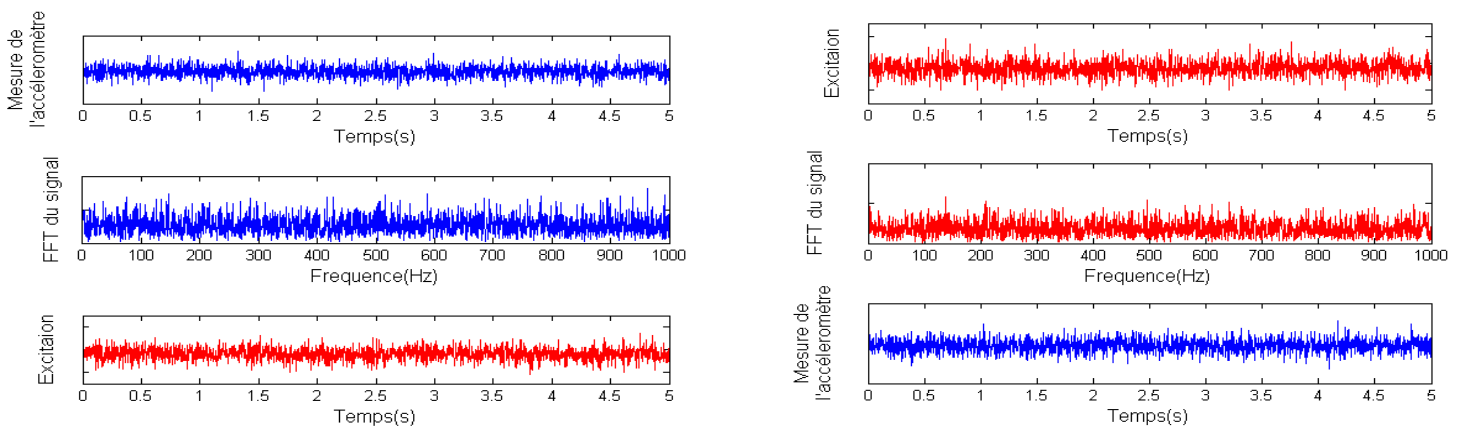 Mesure de
l'accéleromètre
0 0.5 1 1.5 2 2.5 3 3.5 4 4.5 5
Temps(s)
FFT du signal
0 100 200 300 400 500 600 700 800 900 1000
Frequence(Hz)
Excitaion
0 0.5 1 1.5 2 2.5 3 3.5 4 4.5 5
Temps(s)
Excitaion
0 0.5 1 1.5 2 2.5 3 3.5 4 4.5 5
Temps(s)
FFT du signal
0 100 200 300 400 500 600 700 800 900 1000
Frequence(Hz)
Mesure de
l'accéleromètre
0 0.5 1 1.5 2 2.5 3 3.5 4 4.5 5
Temps(s)